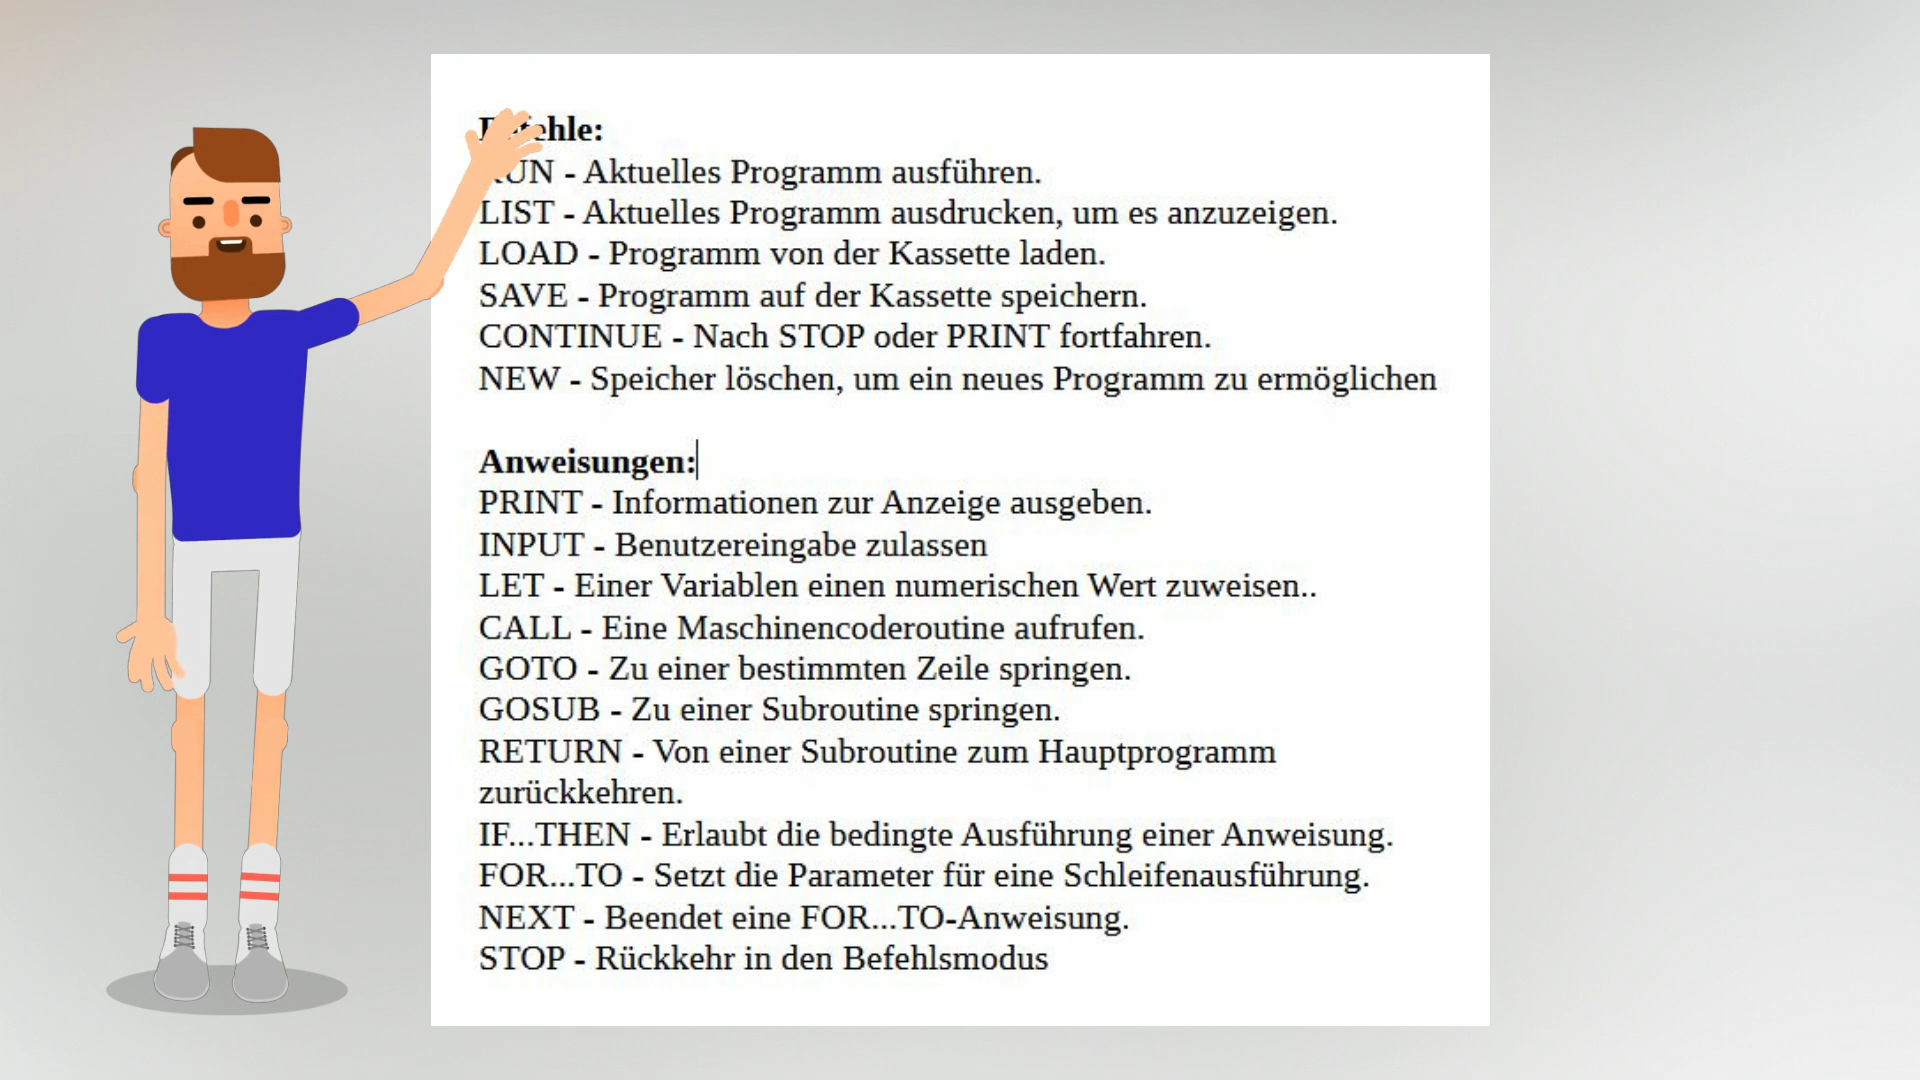 Befehle:
RUN - Aktuelles Programm ausführen.
LIST - Aktuelles Programm ausdrucken, um es anzuzeigen.
LOAD - Programm von der Kassette laden.
SAVE - Programm auf der Kassette speichern.
CONTINUE - Nach STOP oder PRINT fortfahren.
NEW - Speicher löschen, um ein neues Programm zu ermöglichen
Anweisungen:
PRINT - Informationen zur Anzeige ausgeben.
INPUT - Benutzereingabe zulassen
LET - Einer Variablen einen numerischen Wert zuweisen..
CALL - Eine Maschinencoderoutine aufrufen.
GOTO - Zu einer bestimmten Zeile springen.
GOSUB - Zu einer Subroutine springen.
RETURN - Von einer Subroutine zum Hauptprogramm
zurückkehren.
IF...THEN - Erlaubt die bedingte Ausführung einer Anweisung.
FOR...TO - Setzt die Parameter für eine Schleifenausführung.
NEXT - Beendet eine FOR...TO-Anweisung.
STOP - Rückkehr in den Befehlsmodus